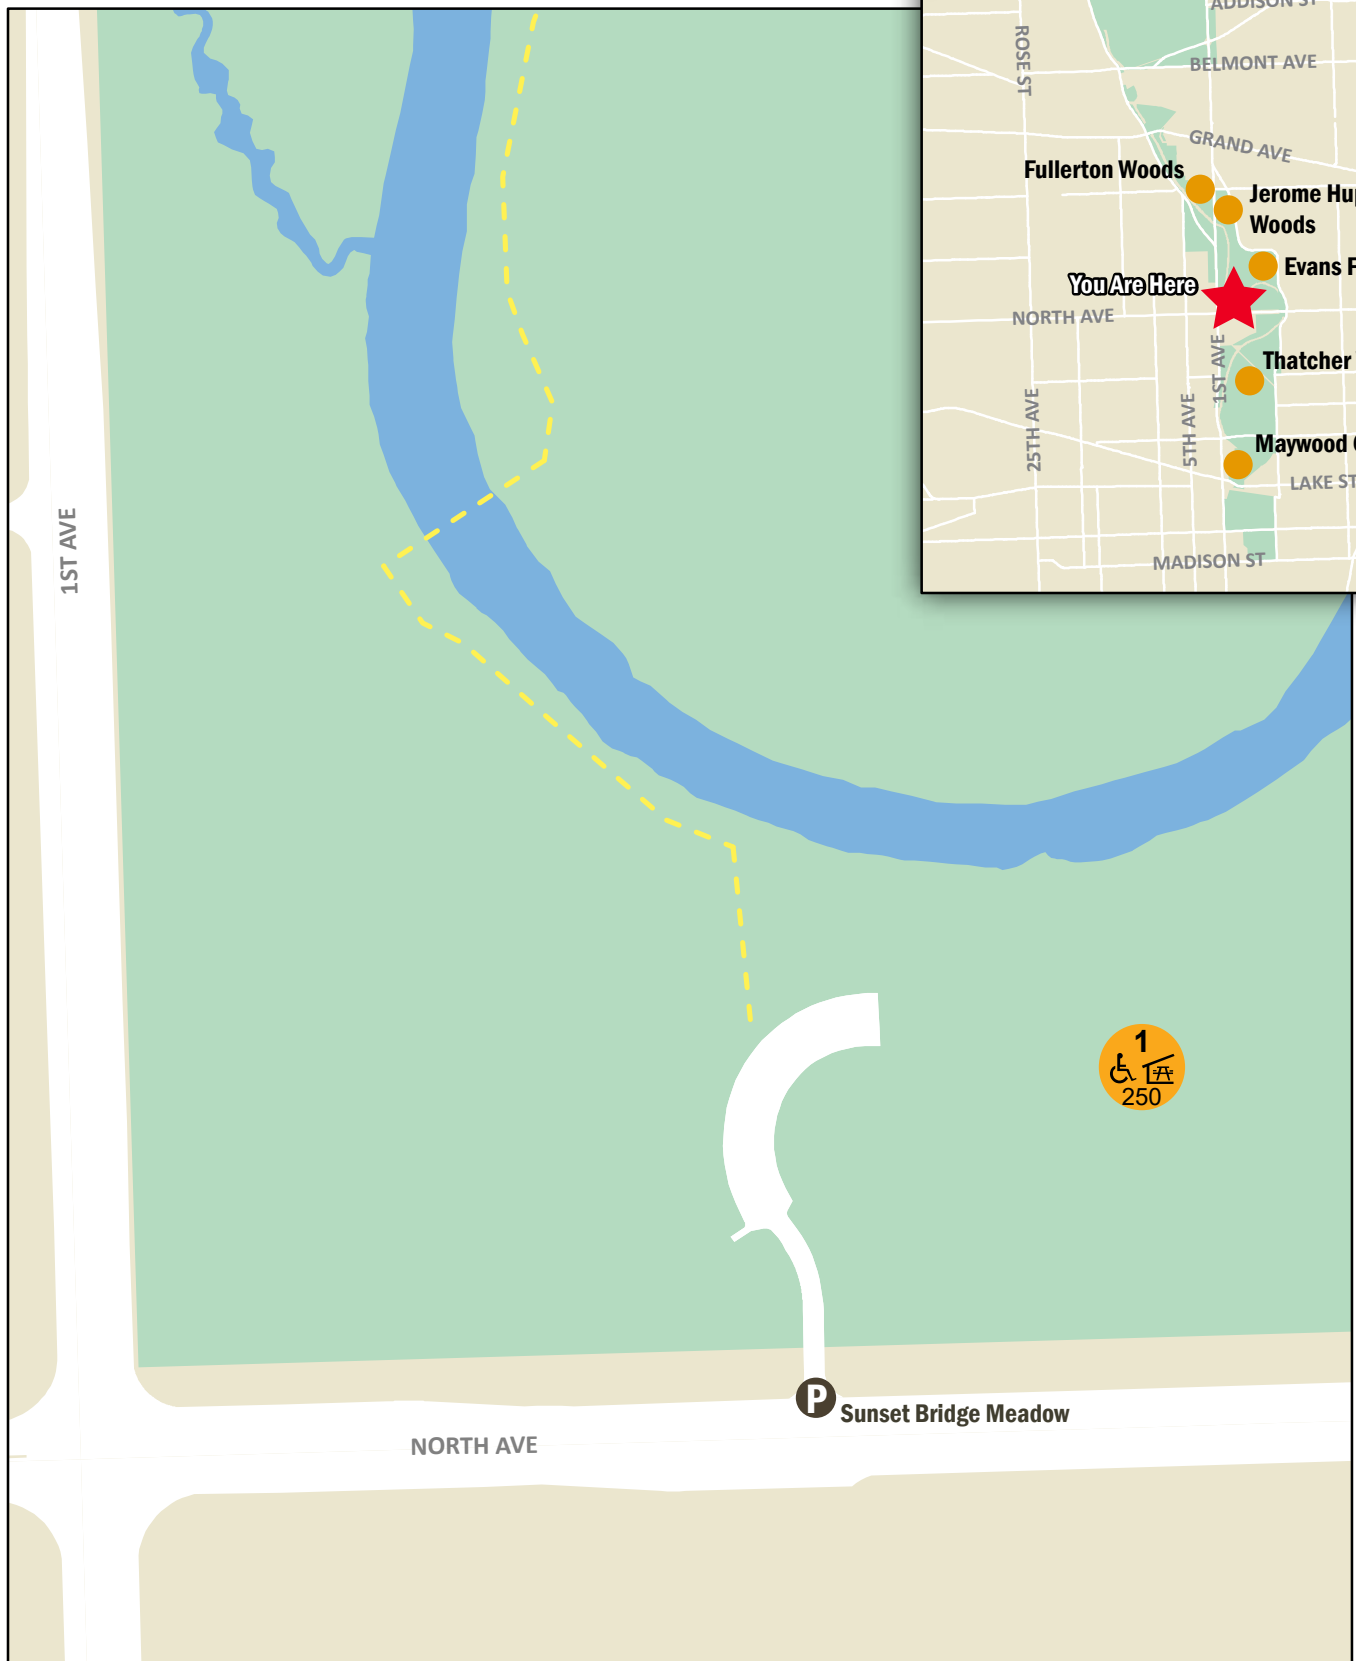 ADDISON ST
ROSE ST
BELMONT AVE
GRAND AVE
Fullerton Woods
Jerome
Woods
Evans
You Are Here
NORTH AVE
1ST AVE
Thatcher
25TH AVE
5TH AVE
Maywood
LAKE ST
MADISON ST
1ST AVE
1
250
P
Sunset Bridge Meadow
NORTH AVE